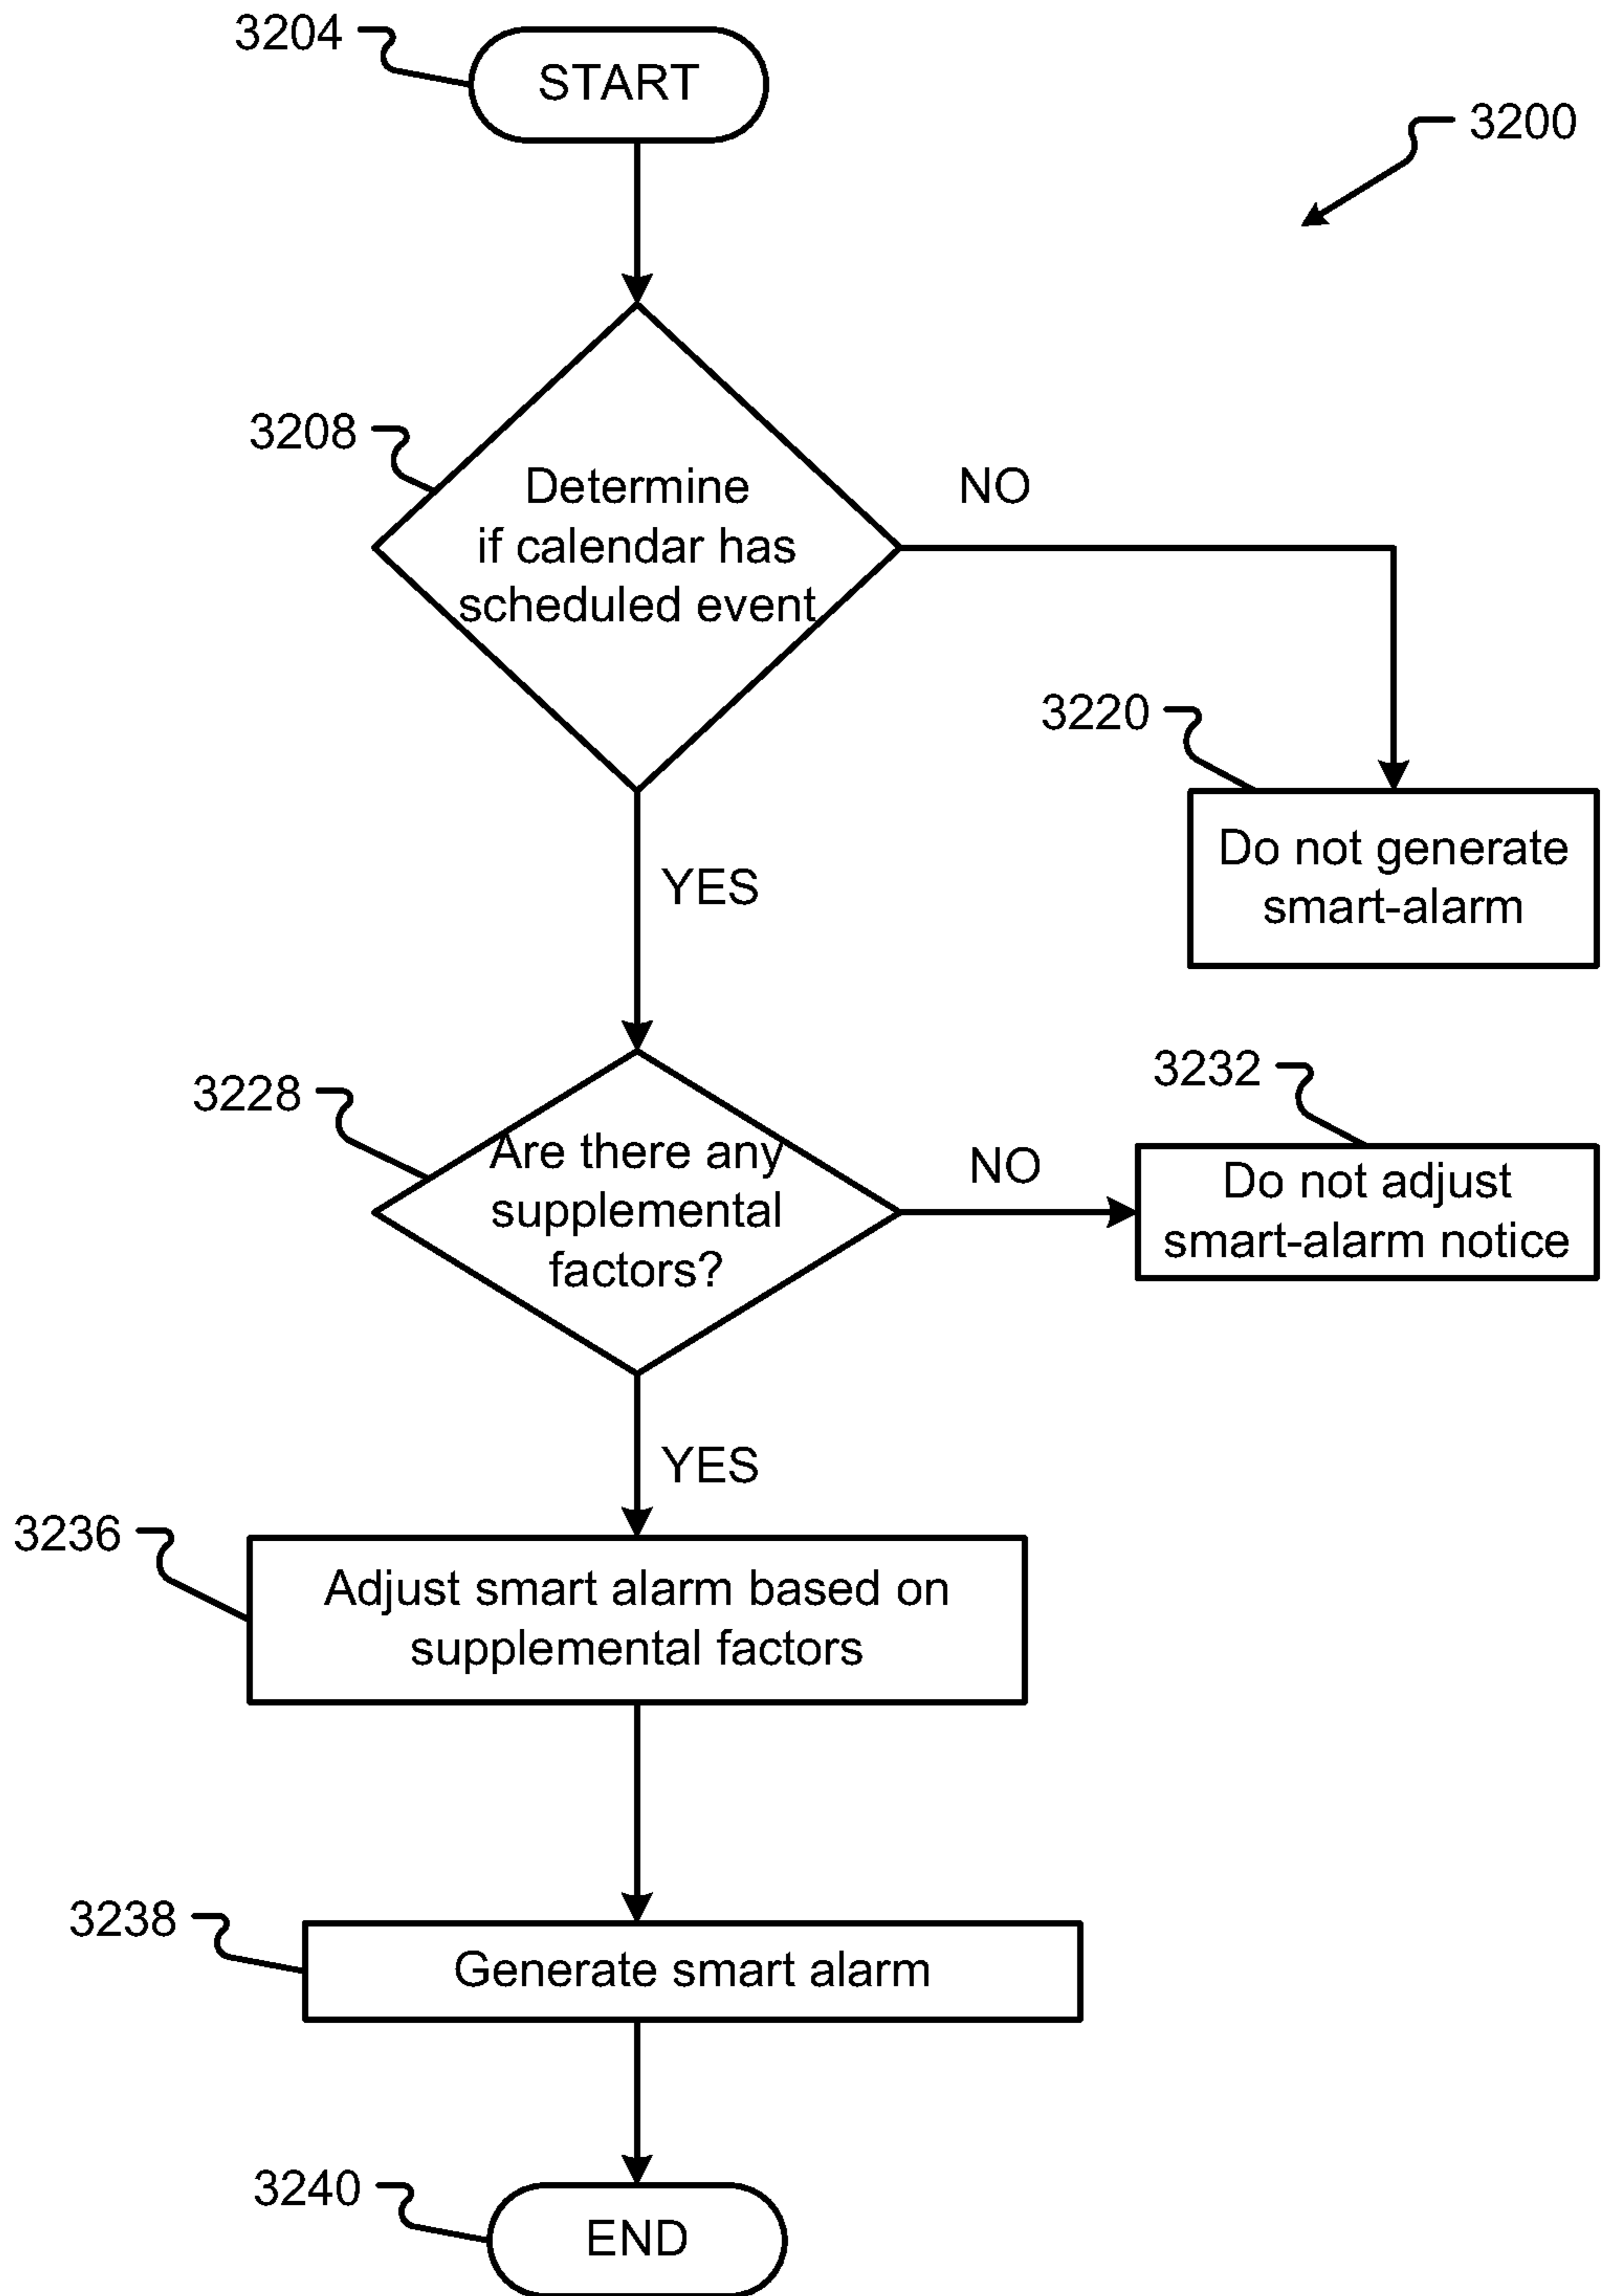 3204
START
3200
3208
Determine
if calendar has
scheduled event
NO
3220
Do not generate
smart-alarm
YES
3228
Are there any
supplemental
factors?
NO
3232
Do not adjust
smart-alarm notice
YES
3236
Adjust smart alarm based on
supplemental factors
3238
Generate smart alarm
3240
END